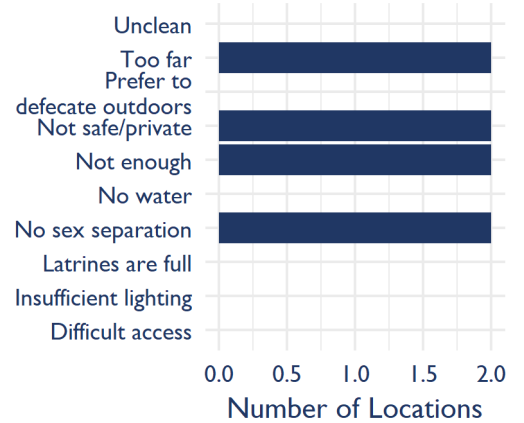 Unclean
Too far
Prefer to
defecate outdoors
Not safe/private
Not enough
No water
No sex separation
Latrines are full
Insufficient lighting
Difficult access
0.0 0.5 1.0 1.5 2.0
Number of Locations